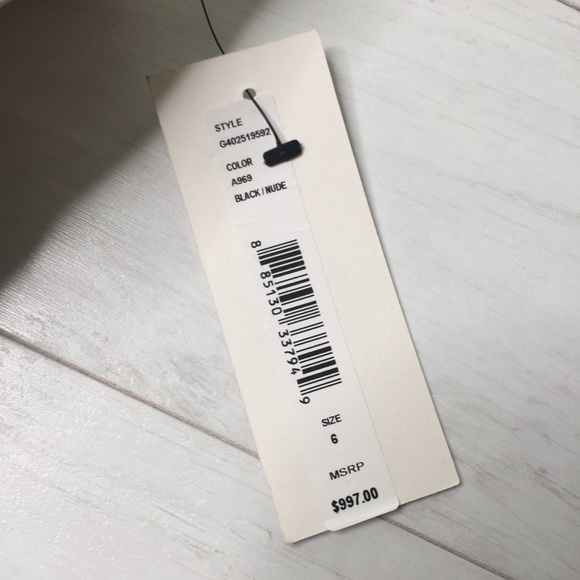 STYLE
G402519592
COLOR
A969
BLACK/NUDE
8 85130 33794 9
SIZE
6
MSRP
$997.00